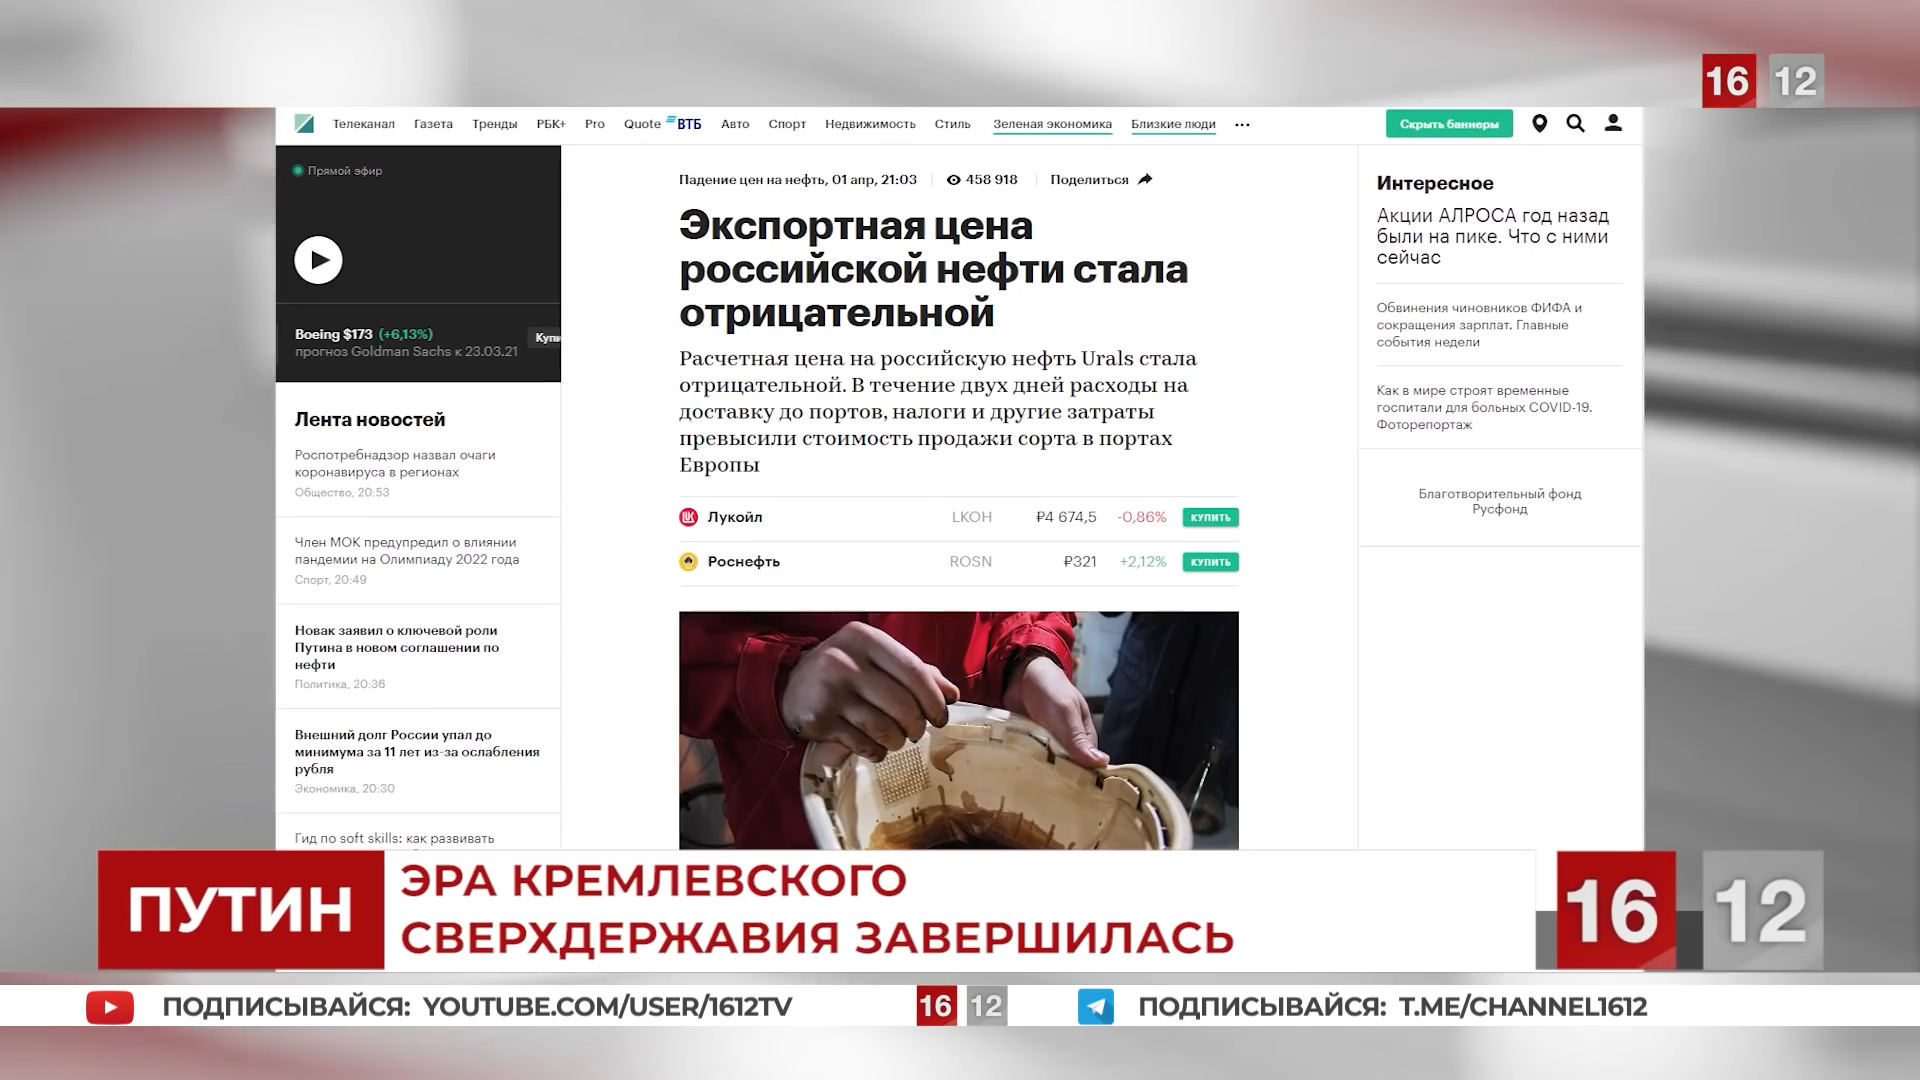 16 12
Телеканал Газета Тренды РБК+ Pro Quote ВТБ Авто Спорт Недвижимость Стиль Зеленая экономика Близкие люди ...
Скрыть баннеры
Прямой эфир
Boeing $173 (+6,13%)
прогноз Goldman Sachs к 23.03.21
Лента новостей
Роспотребнадзор назвал очаги
коронавируса в регионах
Общество, 20:53
Член МОК предупредил о влиянии
пандемии на Олимпиаду 2022 года
Спорт, 20:49
Новак заявил о ключевой роли
Путина в новом соглашении по
нефти
Политика, 20:36
Внешний долг России упал до
минимума за 11 лет из-за ослабления
рубля
Экономика, 20:30
Гид по soft skills: как развивать
Падение цен на нефть, 01 апр, 21:03 458 918 Поделиться
Экспортная цена
российской нефти стала
отрицательной
Расчетная цена на российскую нефть Urals стала
отрицательной. В течение двух дней расходы на
доставку до портов, налоги и другие затраты
превысили стоимость продажи сорта в портах
Европы
Лукойл LKOH ₽4 674,5 -0,86% КУПИТЬ
Роснефть ROSN ₽321 +2,12% КУПИТЬ
Интересное
Акции АЛРОСА год назад
были на пике. Что с ними
сейчас
Обвинения чиновников ФИФА и
сокращения зарплат. Главные
события недели
Как в мире строят временные
госпитали для больных COVID-19.
Фоторепортаж
Благотворительный фонд
Русфонд
ПУТИН
ЭРА КРЕМЛЕВСКОГО
СВЕРХДЕРЖАВИЯ ЗАВЕРШИЛАСЬ
16 12
ПОДПИСЫВАЙСЯ: YOUTUBE.COM/USER/1612TV
16 12
ПОДПИСЫВАЙСЯ: T.ME/CHANNEL1612